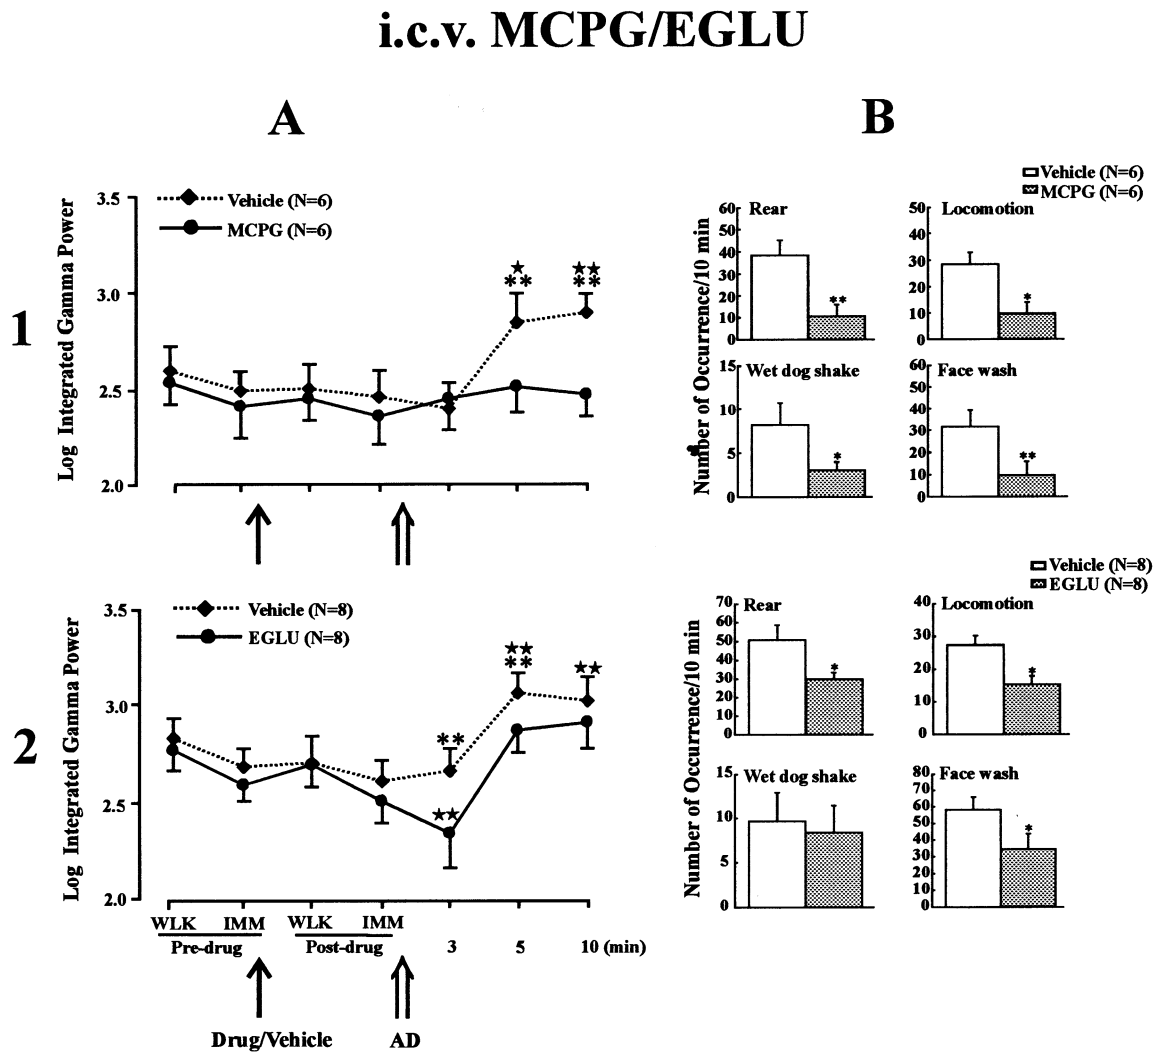 i.c.v. MCPG/EGLU
A
B
1
Log Integrated Gamma Power
3.5
3.0
2.5
2.0
Vehicle (N=6)
MCPG (N=6)
★
**
★★
**
Vehicle (N=6)
MCPG (N=6)
Number of Occurrence/10 min
Rear
60
50
40
30
20
10
0
**
Locomotion
50
40
30
20
10
0
*
Wet dog shake
15
10
5
0
*
Face wash
60
50
40
30
20
10
0
**
2
Log Integrated Gamma Power
3.5
3.0
2.5
2.0
Vehicle (N=8)
EGLU (N=8)
**
★★
★★
**
★★
WLK IMM WLK IMM
Pre-drug Post-drug 3 5 10 (min)
Drug/Vehicle AD
Vehicle (N=8)
EGLU (N=8)
Number of Occurrence/10 min
Rear
70
60
50
40
30
20
10
0
*
Locomotion
40
30
20
10
0
*
Wet dog shake
15
10
5
0
Face wash
80
70
60
50
40
30
20
10
0
*